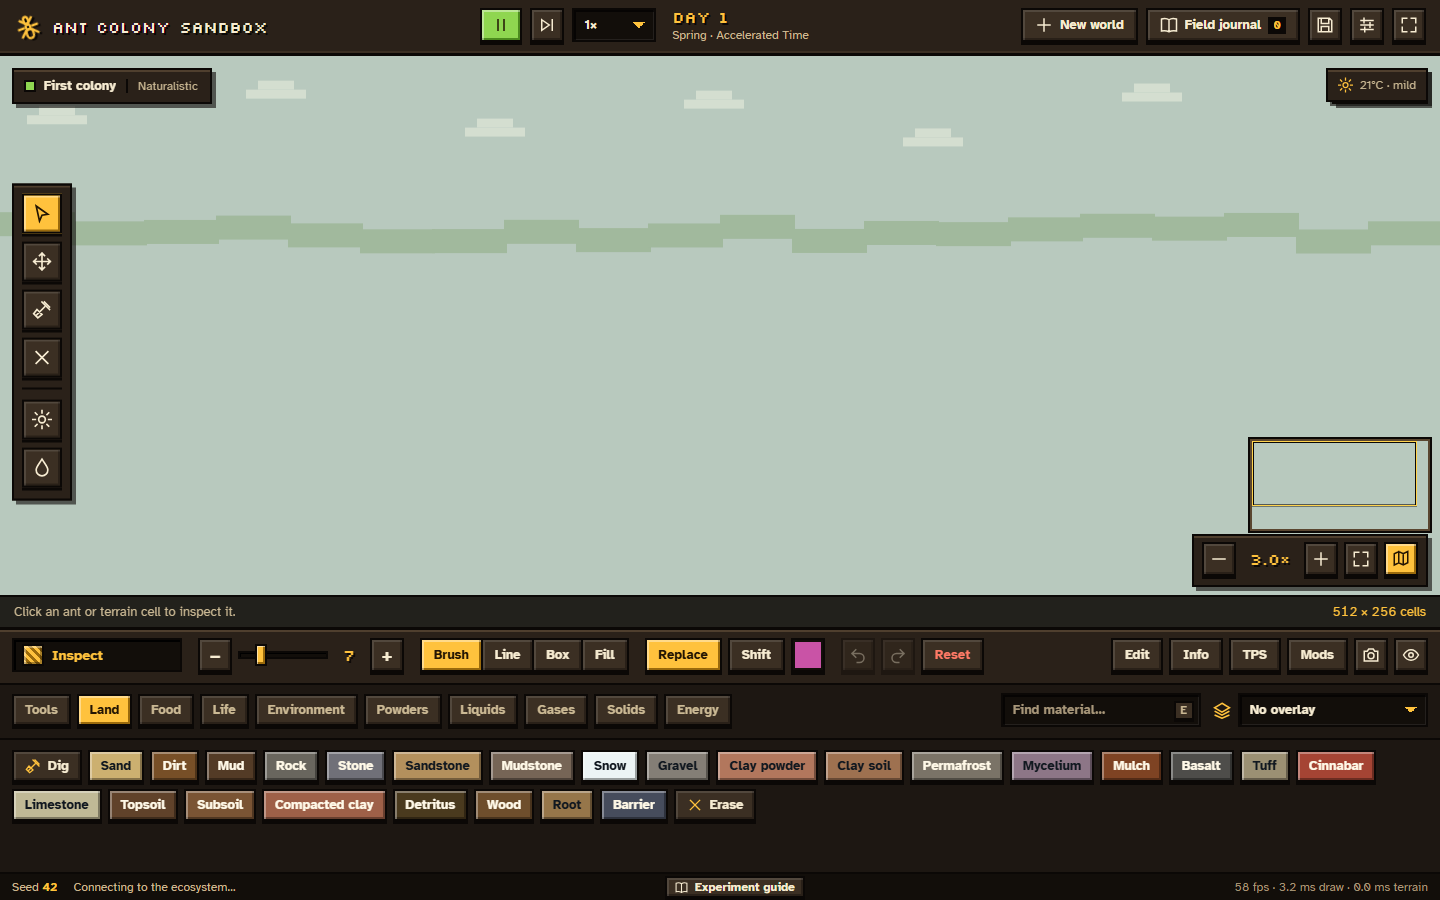 ANT COLONY SANDBOX
1×
DAY 1
Spring · Accelerated Time
New world
Field journal 0
First colony Naturalistic
21°C · mild
3.0×
Click an ant or terrain cell to inspect it.
512 × 256 cells
Inspect
− 7 +
Brush Line Box Fill
Replace Shift
Reset
Edit Info TPS Mods
Tools Land Food Life Environment Powders Liquids Gases Solids Energy
Find material... E
No overlay
Dig Sand Dirt Mud Rock Stone Sandstone Mudstone Snow Gravel Clay powder Clay soil Permafrost Mycelium Mulch Basalt Tuff Cinnabar
Limestone Topsoil Subsoil Compacted clay Detritus Wood Root Barrier Erase
Seed 42 Connecting to the ecosystem...
Experiment guide
58 fps · 3.2 ms draw · 0.0 ms terrain